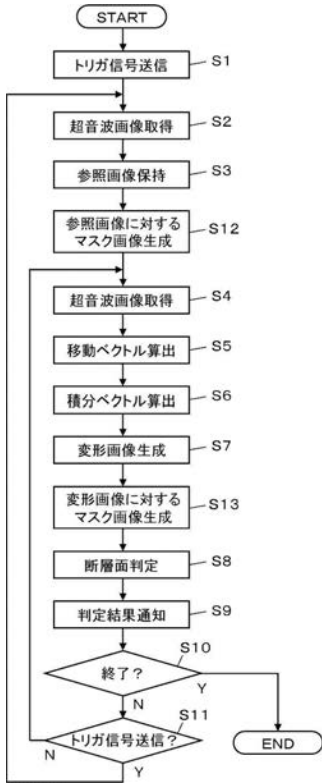 START
トリガ信号送信
S1
超音波画像取得
S2
参照画像保持
S3
参照画像に対する
マスク画像生成
S12
超音波画像取得
S4
移動ベクトル算出
S5
積分ベクトル算出
S6
変形画像生成
S7
変形画像に対する
マスク画像生成
S13
断層面判定
S8
判定結果通知
S9
S10
終了?
Y
N
S11
トリガ信号送信?
N
Y
END